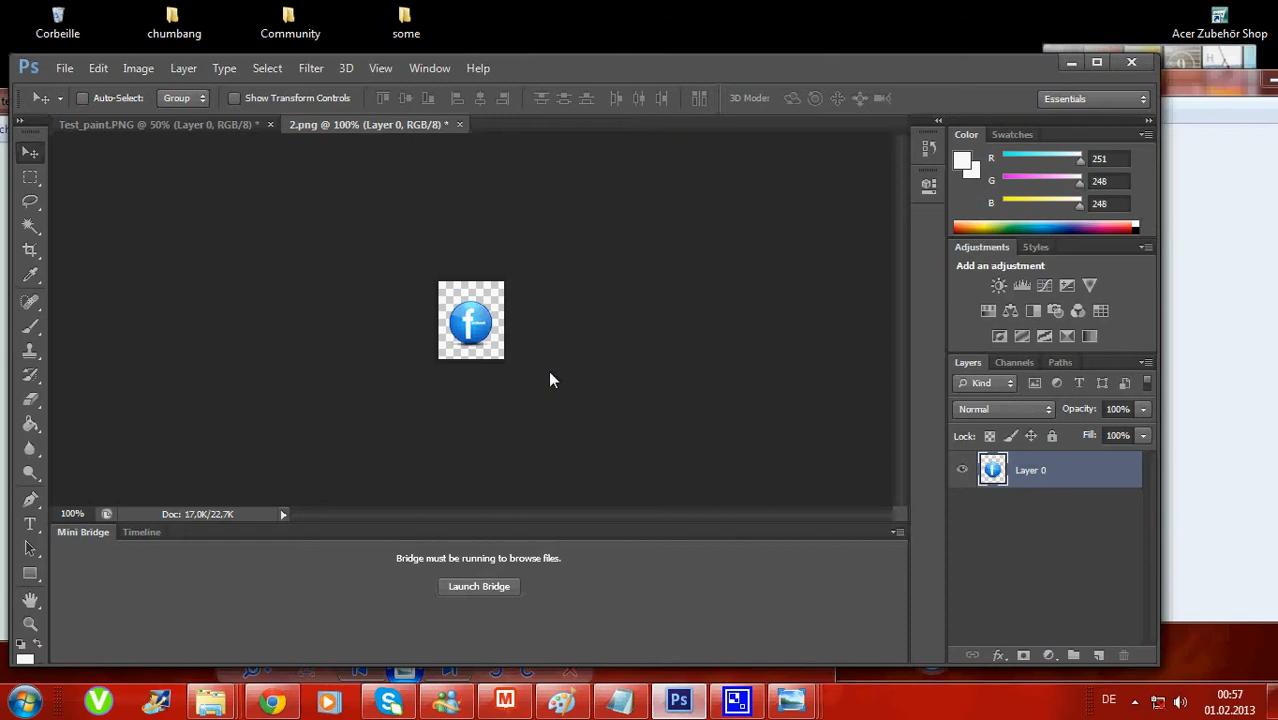 Corbeille
chumbang
Community
some
Acer Zubehör Shop
Ps
File Edit Image Layer Type Select Filter 3D View Window Help
Auto-Select: Group Show Transform Controls 3D Mode: Essentials
Test_paint.PNG @ 50% (Layer 0, RGB/8) * × 2.png @ 100% (Layer 0, RGB/8) * ×
Color Swatches
R 251
G 248
B 248
Adjustments Styles
Add an adjustment
f
Layers Channels Paths
Kind
Normal Opacity: 100%
Lock: Fill: 100%
Layer 0
100% Doc: 17,0K/22,7K
Mini Bridge Timeline
Bridge must be running to browse files.
Launch Bridge
DE 00:57
01.02.2013